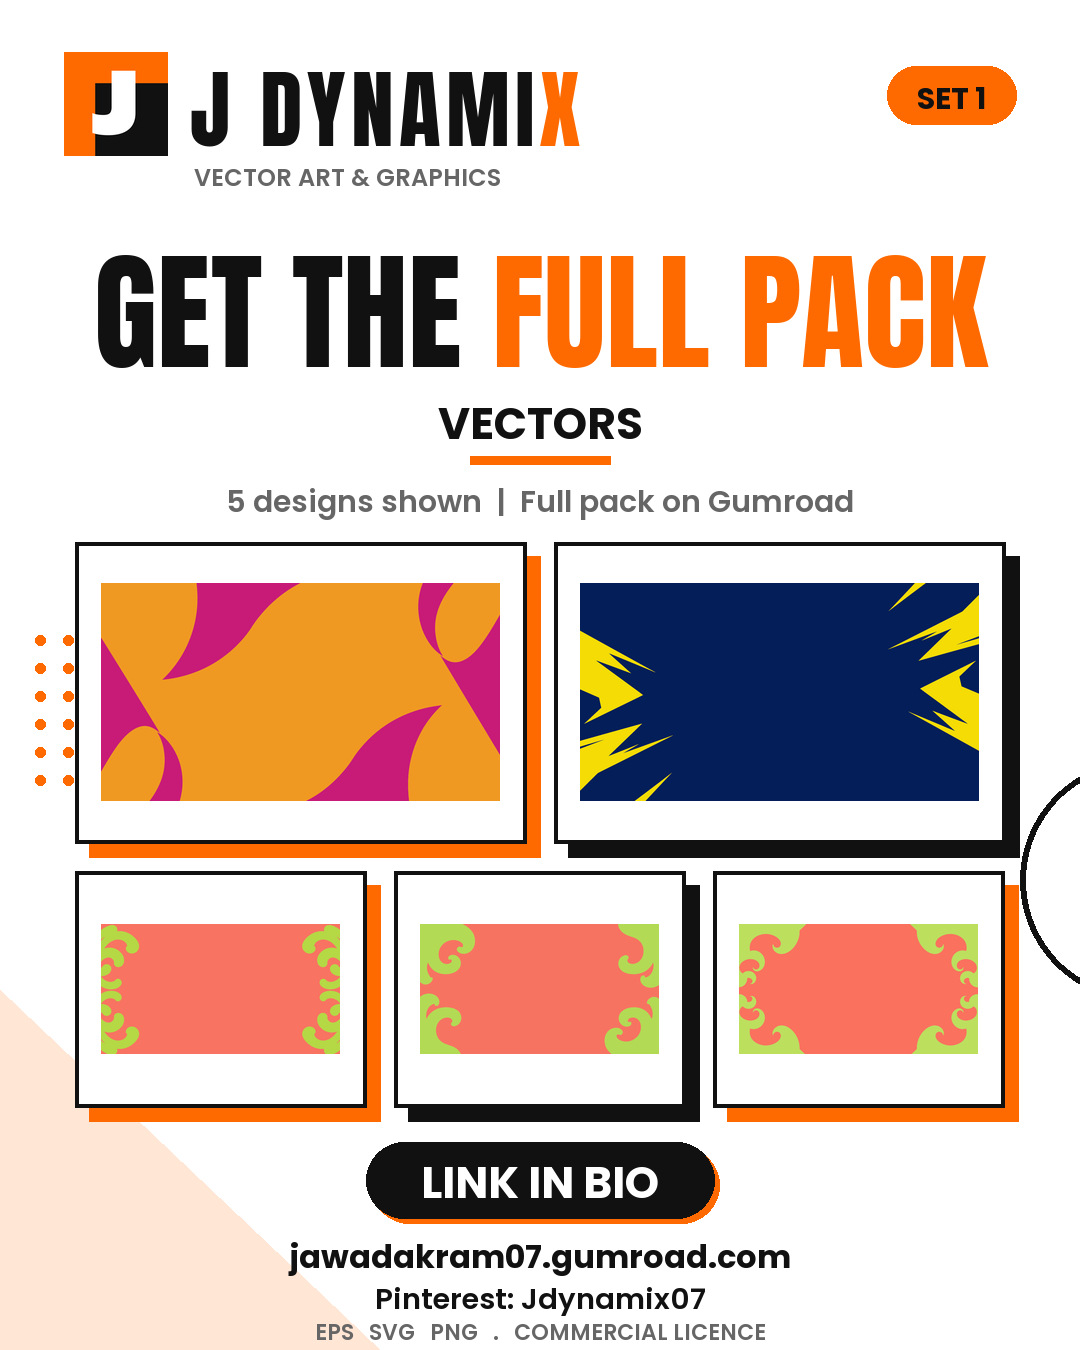 J
J DYNAMIX
VECTOR ART & GRAPHICS
SET 1
GET THE FULL PACK
VECTORS
5 designs shown | Full pack on Gumroad
LINK IN BIO
jawadakram07.gumroad.com
Pinterest: Jdynamix07
EPS SVG PNG . COMMERCIAL LICENCE